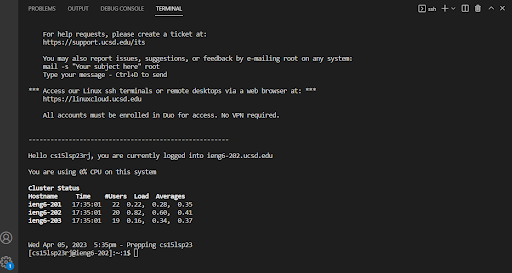 PROBLEMS OUTPUT DEBUG CONSOLE TERMINAL ssh
For help requests, please create a ticket at:
https://support.ucsd.edu/its
You may also report issues, suggestions, or feedback by e-mailing root on any system:
mail -s "Your subject here" root
Type your message - Ctrl+D to send
*** Access our Linux ssh terminals or remote desktops via a web browser at: ***
https://linuxcloud.ucsd.edu
All accounts must be enrolled in Duo for access. No VPN required.
--------------------------------------------------
Hello cs15lsp23rj, you are currently logged into ieng6-202.ucsd.edu
You are using 0% CPU on this system
Cluster Status
Hostname Time #Users Load Averages
ieng6-201 17:35:01 22 0.22, 0.28, 0.35
ieng6-202 17:35:01 20 0.82, 0.60, 0.41
ieng6-203 17:35:01 19 0.16, 0.34, 0.37
Wed Apr 05, 2023 5:35pm - Prepping cs15lsp23
[cs15lsp23rj@ieng6-202]:~:1$